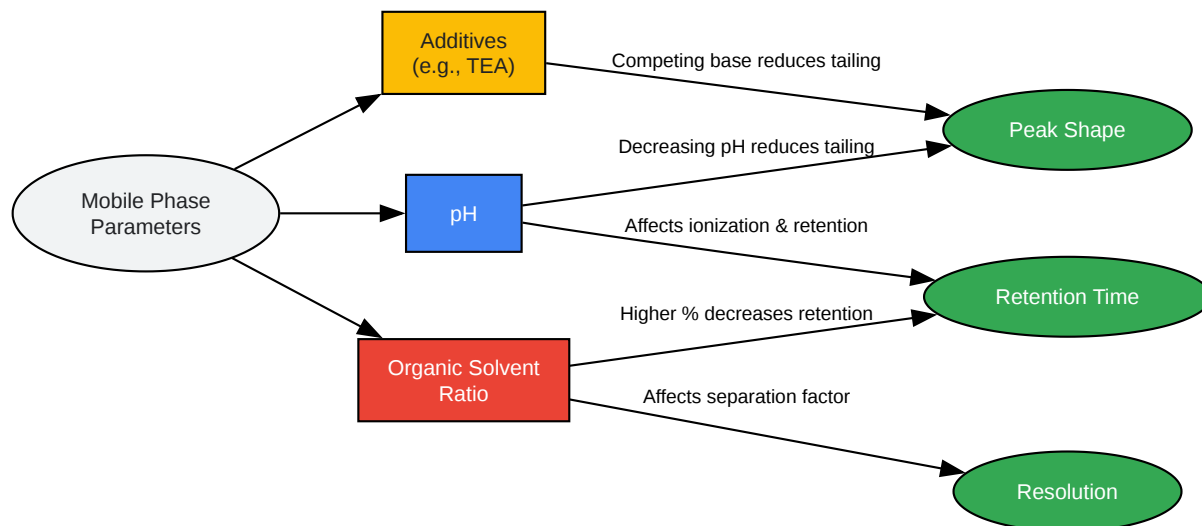 Additives
(e.g., TEA)
Competing base reduces tailing
Peak Shape
Decreasing pH reduces tailing
Mobile Phase
Parameters
pH
Affects ionization & retention
Retention Time
Higher % decreases retention
Organic Solvent
Ratio
Affects separation factor
Resolution